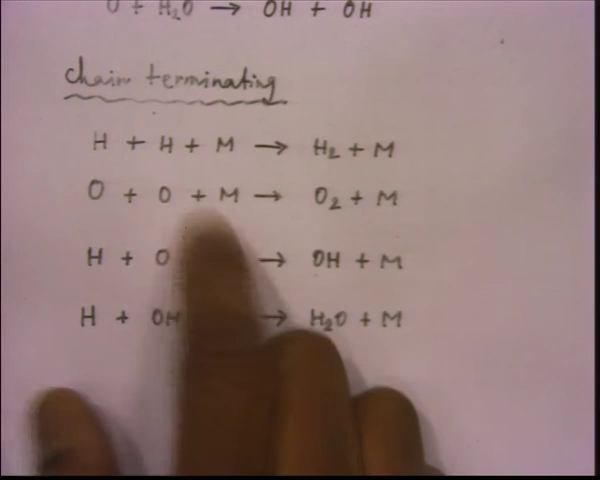 O + H₂O → OH + OH
chain terminating
H + H + M → H₂ + M
O + O + M → O₂ + M
H + O → OH + M
H + OH → H₂O + M